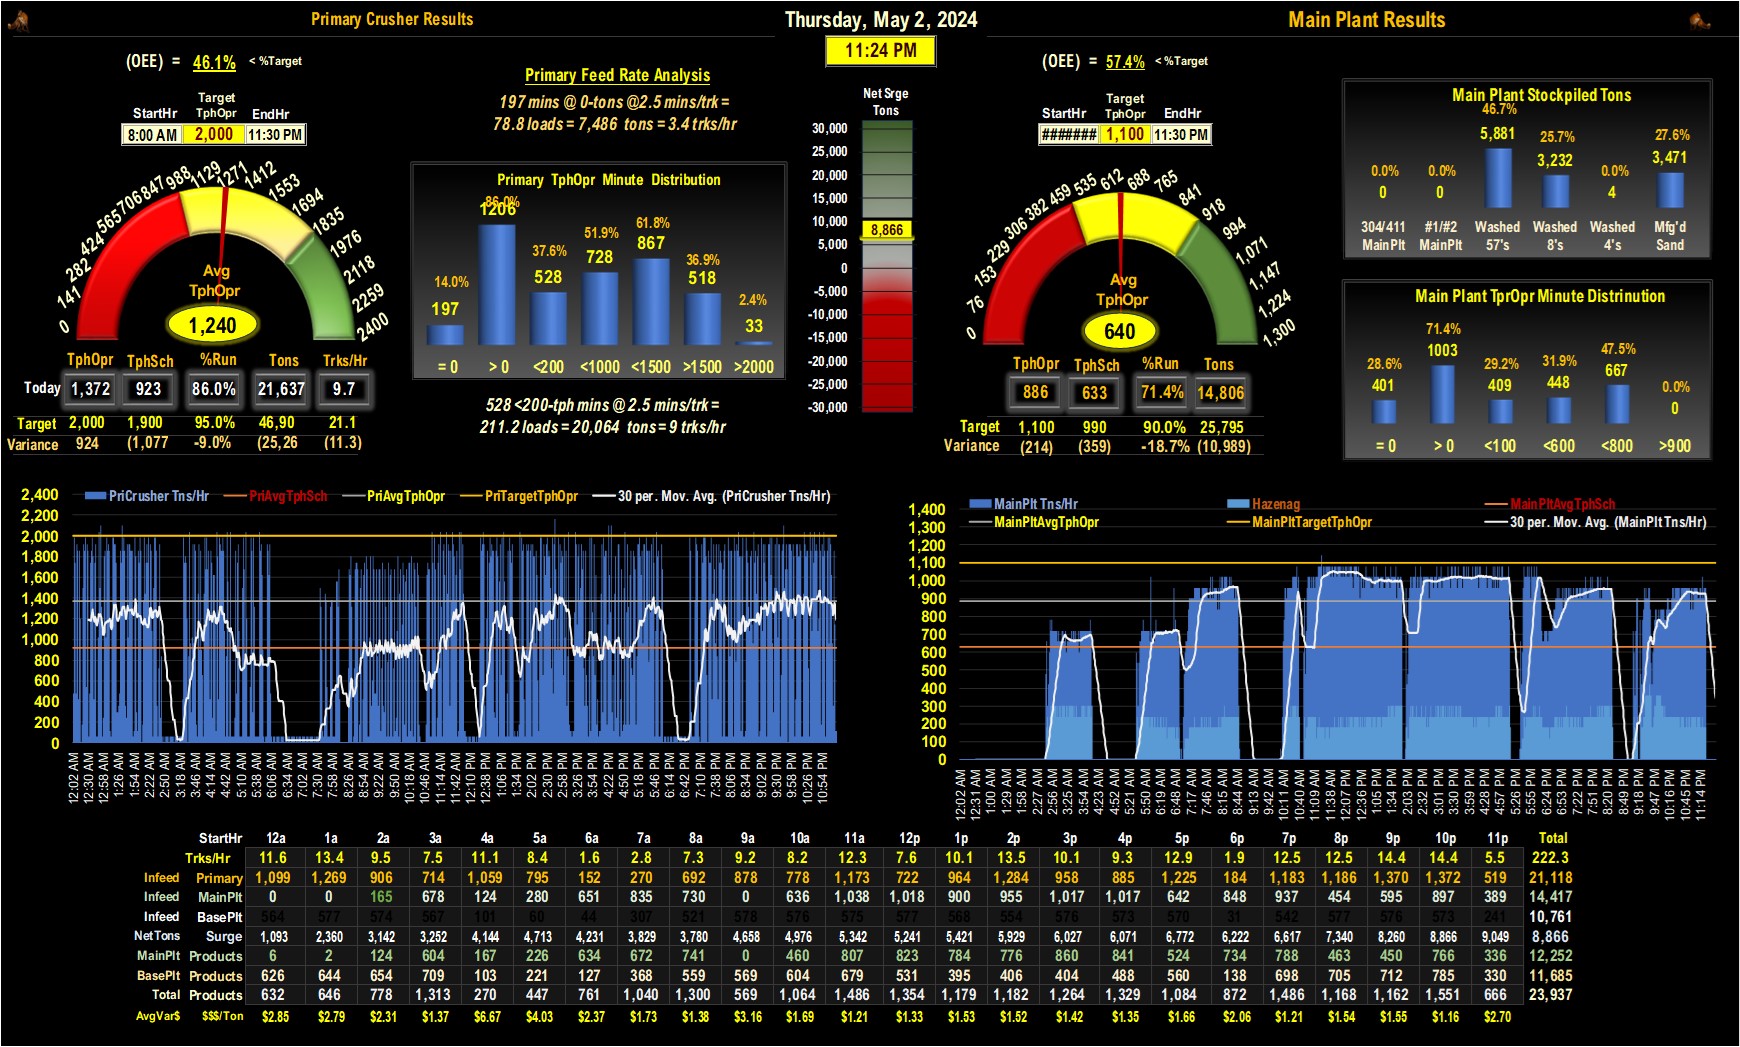 Primary Crusher Results
Thursday, May 2, 2024
Main Plant Results
11:24 PM
(OEE) = 46.1% < %Target
StartHr Target TphOpr EndHr
8:00 AM 2,000 11:30 PM
0 141 282 424 565 706 847 988 1129 1271 1412 1553 1694 1835 1976 2118 2259 2400
Avg
TphOpr
1,240
TphOpr TphSch %Run Tons Trks/Hr
Today 1,372 923 86.0% 21,637 9.7
Target 2,000 1,900 95.0% 46,90 21.1
Variance 924 (1,077 -9.0% (25,26 (11.3)
Primary Feed Rate Analysis
197 mins @ 0-tons @2.5 mins/trk =
78.8 loads = 7,486 tons = 3.4 trks/hr
Primary TphOpr Minute Distribution
14.0% 86.0% 37.6% 51.9% 61.8% 36.9% 2.4%
197 1206 528 728 867 518 33
= 0 > 0 <200 <1000 <1500 >1500 >2000
528 <200-tph mins @ 2.5 mins/trk =
211.2 loads = 20,064 tons = 9 trks/hr
Net Srge
Tons
30,000
25,000
20,000
15,000
10,000
8,866
5,000
0
-5,000
-10,000
-15,000
-20,000
-25,000
-30,000
(OEE) = 57.4% < %Target
StartHr Target TphOpr EndHr
####### 1,100 11:30 PM
0 76 153 229 306 382 459 535 612 688 765 841 918 994 1,071 1,147 1,224 1,300
Avg
TphOpr
640
TphOpr TphSch %Run Tons
886 633 71.4% 14,806
Target 1,100 990 90.0% 25,795
Variance (214) (359) -18.7% (10,989)
Main Plant Stockpiled Tons
0.0% 0.0% 46.7% 25.7% 0.0% 27.6%
0 0 5,881 3,232 4 3,471
304/411 #1/#2 Washed Washed Washed Mfg'd
MainPlt MainPlt 57's 8's 4's Sand
Main Plant TprOpr Minute Distrinution
28.6% 71.4% 29.2% 31.9% 47.5% 0.0%
401 1003 409 448 667 0
= 0 > 0 <100 <600 <800 >900
PriCrusher Tns/Hr PriAvgTphSch PriAvgTphOpr PriTargetTphOpr 30 per. Mov. Avg. (PriCrusher Tns/Hr)
2,400
2,200
2,000
1,800
1,600
1,400
1,200
1,000
800
600
400
200
0
12:02 AM 12:30 AM 12:58 AM 1:26 AM 1:54 AM 2:22 AM 2:50 AM 3:18 AM 3:46 AM 4:14 AM 4:42 AM 5:10 AM 5:38 AM 6:06 AM 6:34 AM 7:02 AM 7:30 AM 7:58 AM 8:26 AM 8:54 AM 9:22 AM 9:50 AM 10:18 AM 10:46 AM 11:14 AM 11:42 AM 12:10 PM 12:38 PM 1:06 PM 1:34 PM 2:02 PM 2:30 PM 2:58 PM 3:26 PM 3:54 PM 4:22 PM 4:50 PM 5:18 PM 5:46 PM 6:14 PM 6:42 PM 7:10 PM 7:38 PM 8:06 PM 8:34 PM 9:02 PM 9:30 PM 9:58 PM 10:26 PM 10:54 PM
MainPlt Tns/Hr Hazenag MainPltAvgTphSch
MainPltAvgTphOpr MainPltTargetTphOpr 30 per. Mov. Avg. (MainPlt Tns/Hr)
1,400
1,300
1,200
1,100
1,000
900
800
700
600
500
400
300
200
100
0
12:02 AM 12:31 AM 1:00 AM 1:29 AM 1:58 AM 2:27 AM 2:56 AM 3:25 AM 3:54 AM 4:23 AM 4:52 AM 5:21 AM 5:50 AM 6:19 AM 6:48 AM 7:17 AM 7:46 AM 8:15 AM 8:44 AM 9:13 AM 9:42 AM 10:11 AM 10:40 AM 11:09 AM 11:38 AM 12:07 PM 12:36 PM 1:05 PM 1:34 PM 2:03 PM 2:32 PM 3:01 PM 3:30 PM 3:59 PM 4:28 PM 4:57 PM 5:26 PM 5:55 PM 6:24 PM 6:53 PM 7:22 PM 7:51 PM 8:20 PM 8:49 PM 9:18 PM 9:47 PM 10:16 PM 10:45 PM 11:14 PM
StartHr 12a 1a 2a 3a 4a 5a 6a 7a 8a 9a 10a 11a 12p 1p 2p 3p 4p 5p 6p 7p 8p 9p 10p 11p Total
Trks/Hr 11.6 13.4 9.5 7.5 11.1 8.4 1.6 2.8 7.3 9.2 8.2 12.3 7.6 10.1 13.5 10.1 9.3 12.9 1.9 12.5 12.5 14.4 14.4 5.5 222.3
Infeed Primary 1,099 1,269 906 714 1,059 795 152 270 692 878 778 1,173 722 964 1,284 958 885 1,225 184 1,183 1,186 1,370 1,372 519 21,118
Infeed MainPlt 0 0 165 678 124 280 651 835 730 0 636 1,038 1,018 900 955 1,017 1,017 642 848 937 454 595 897 389 14,417
Infeed BasePlt 564 577 574 567 101 60 44 307 521 578 576 575 577 568 554 576 573 570 31 542 577 576 573 241 10,761
NetTons Surge 1,093 2,360 3,142 3,252 4,144 4,713 4,231 3,829 3,780 4,658 4,976 5,342 5,241 5,421 5,929 6,027 6,071 6,772 6,222 6,617 7,340 8,260 8,866 9,049 8,866
MainPlt Products 6 2 124 604 167 226 634 672 741 0 460 807 823 784 776 860 841 524 734 788 463 450 766 336 12,252
BasePlt Products 626 644 654 709 103 221 127 368 559 569 604 679 531 395 406 404 488 560 138 698 705 712 785 330 11,685
Total Products 632 646 778 1,313 270 447 761 1,040 1,300 569 1,064 1,486 1,354 1,179 1,182 1,264 1,329 1,084 872 1,486 1,168 1,162 1,551 666 23,937
AvgVar$ $$$/Ton $2.85 $2.79 $2.31 $1.37 $6.67 $4.03 $2.37 $1.73 $1.38 $3.16 $1.69 $1.21 $1.33 $1.53 $1.52 $1.42 $1.35 $1.66 $2.06 $1.21 $1.54 $1.55 $1.16 $2.70